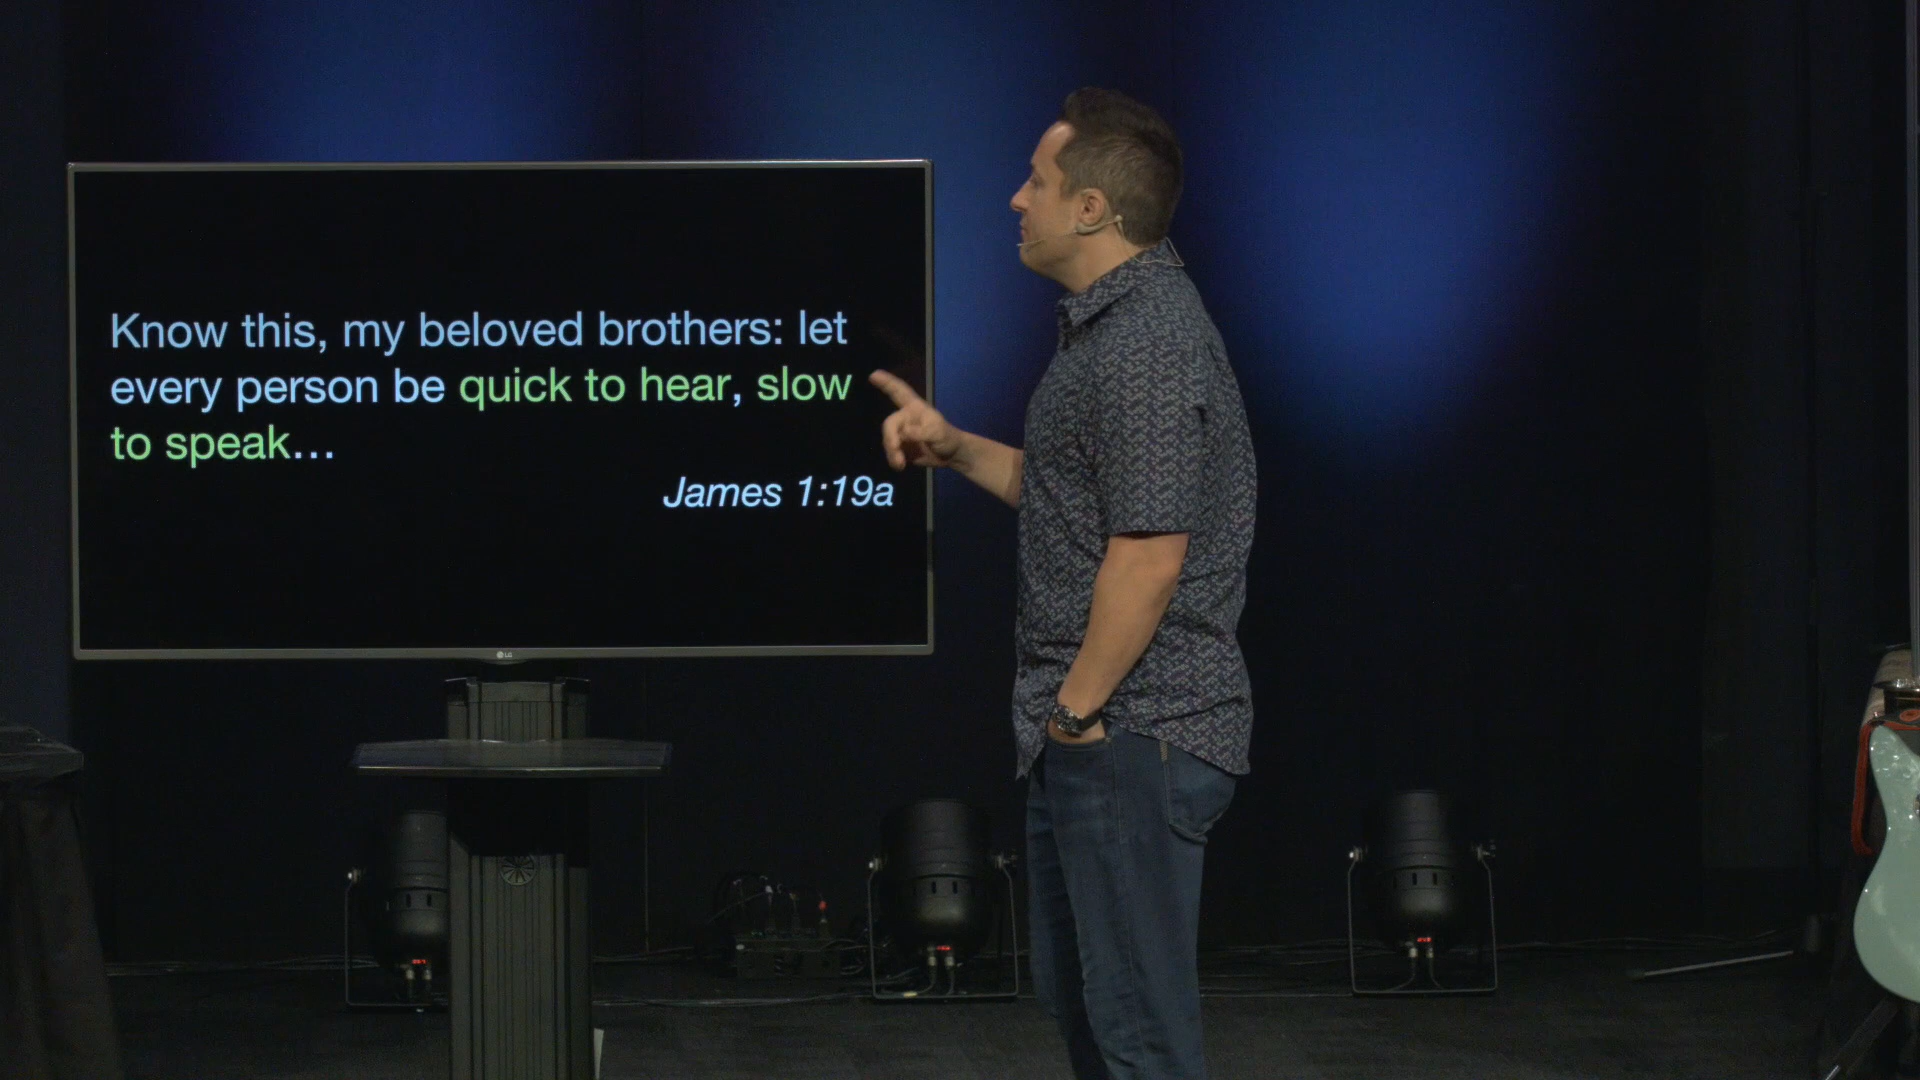 Know this, my beloved brothers: let
every person be quick to hear, slow
to speak...
James 1:19a
LG